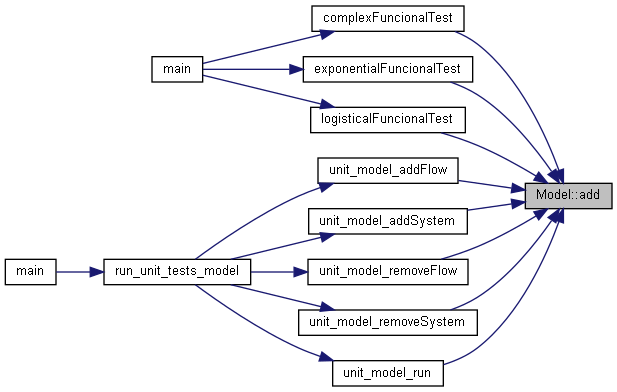 complexFuncionalTest
main
exponentialFuncionalTest
logisticalFuncionalTest
unit_model_addFlow
Model::add
unit_model_addSystem
main
run_unit_tests_model
unit_model_removeFlow
unit_model_removeSystem
unit_model_run